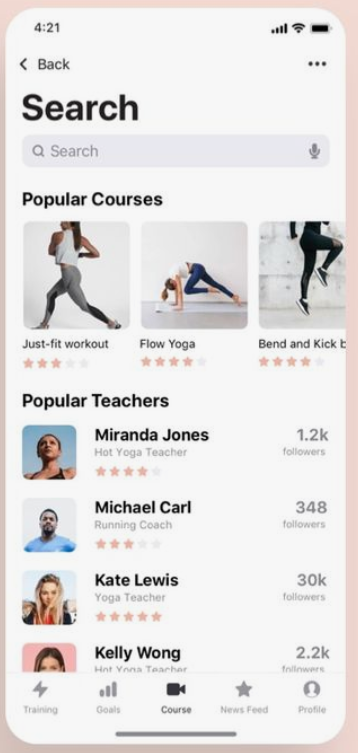 4:21
Back
Search
Search
Popular Courses
Just-fit workout
Flow Yoga
Bend and Kick b
Popular Teachers
Miranda Jones
1.2k
Hot Yoga Teacher
followers
Michael Carl
348
Running Coach
followers
Kate Lewis
30k
Yoga Teacher
followers
Kelly Wong
2.2k
Hot Yoga Teacher
followers
Training
Goals
Course
News Feed
Profile